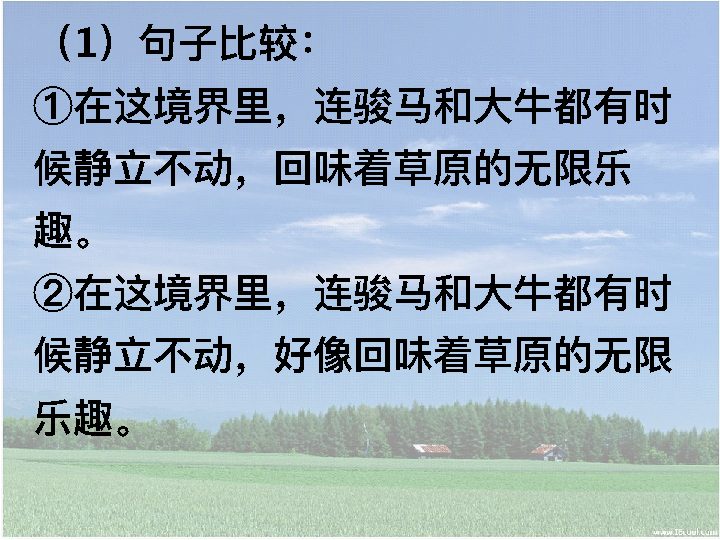 （1）句子比较：
①在这境界里，连骏马和大牛都有时
候静立不动，回味着草原的无限乐
趣。
②在这境界里，连骏马和大牛都有时
候静立不动，好像回味着草原的无限
乐趣。